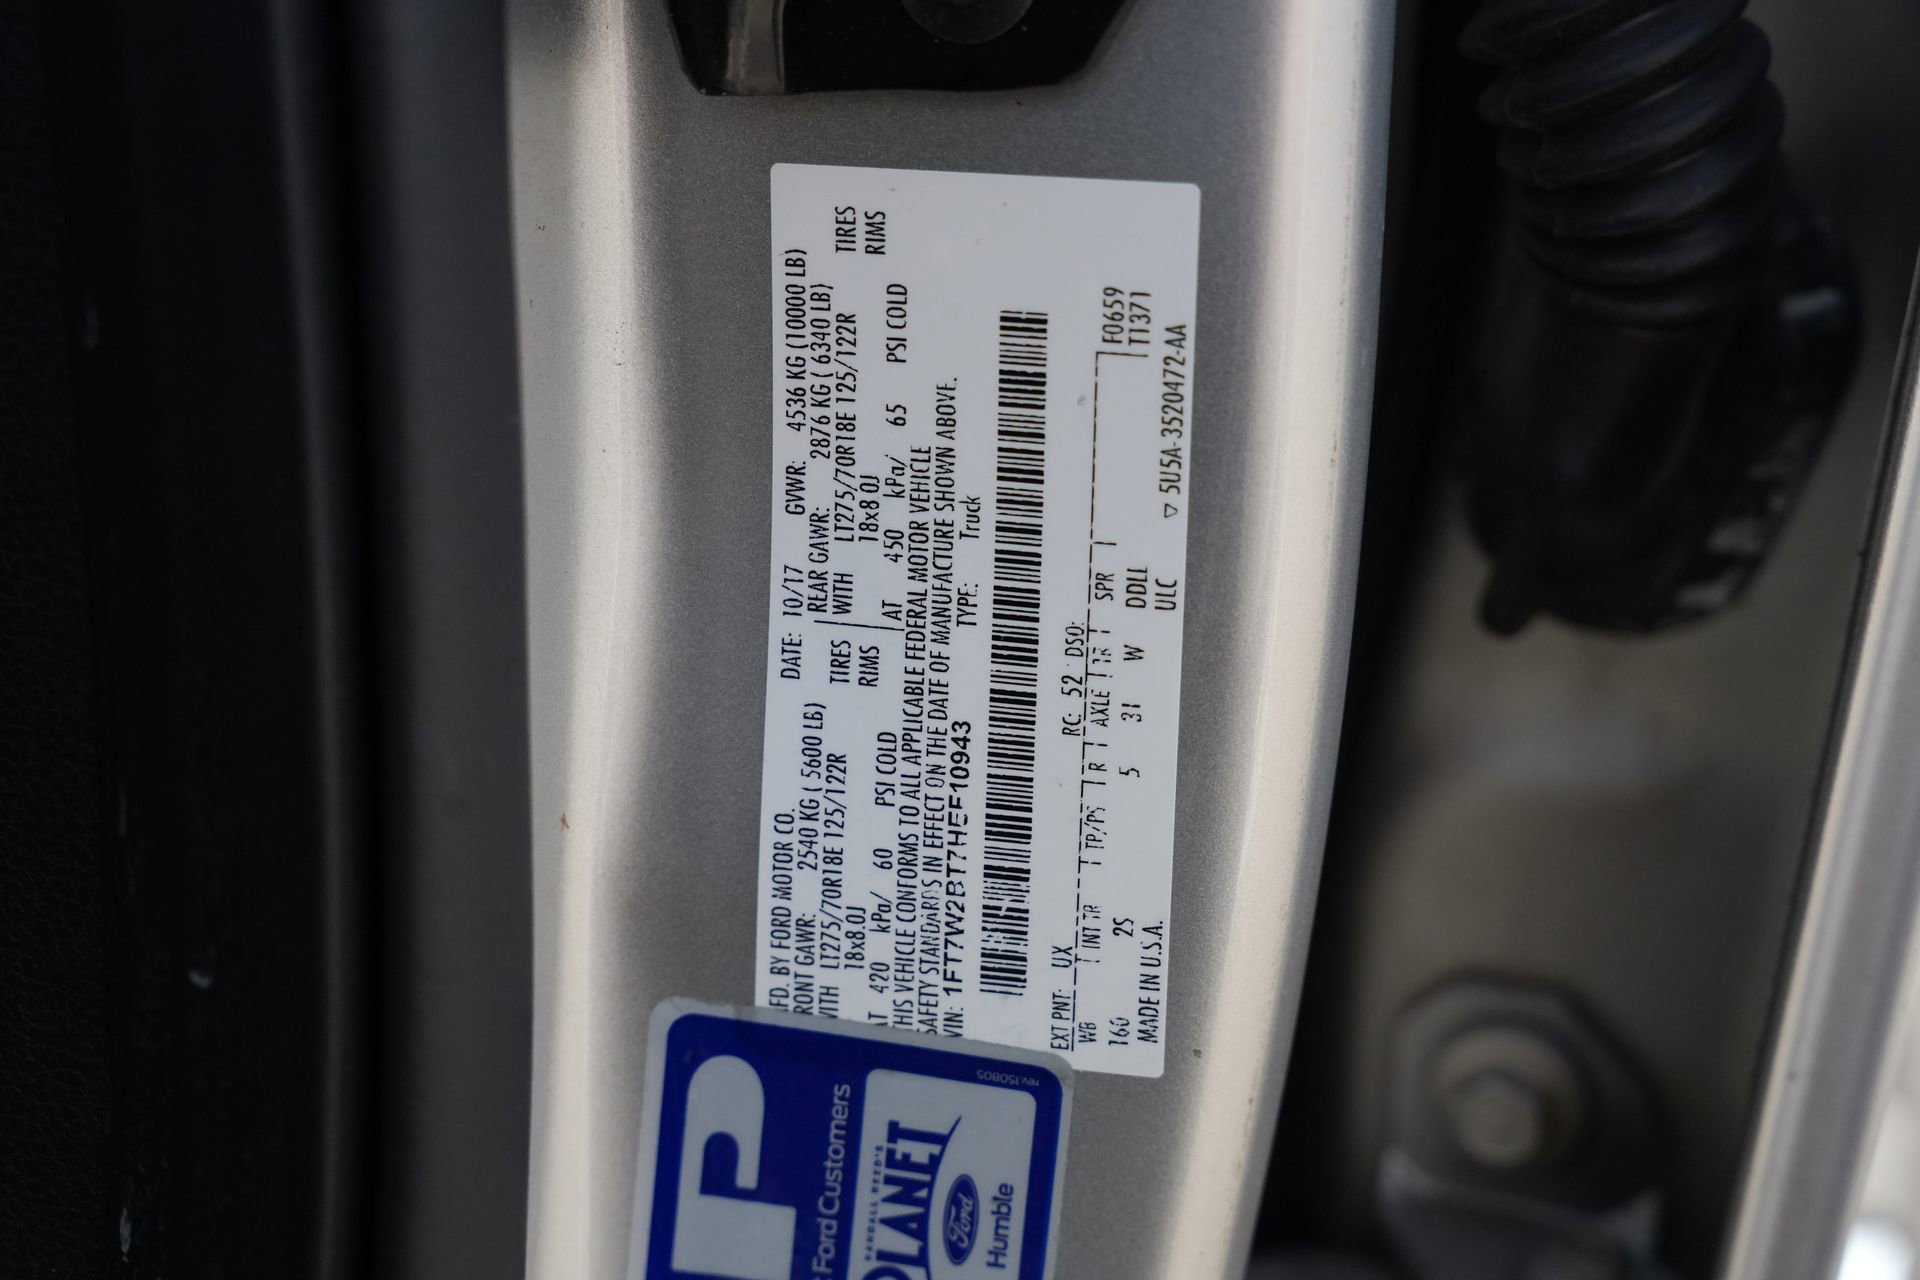 FD. BY FORD MOTOR CO.
DATE: 10/17 GVWR: 4536 KG (10000 LB)
RONT GAWR: 2540 KG ( 5600 LB)
REAR GAWR: 2876 KG ( 6340 LB)
WITH LT275/70R18E 125/122R TIRES
WITH LT275/70R18E 125/122R TIRES
18x8.0J RIMS
18x8.0J RIMS
AT 420 kPa/ 60 PSI COLD
AT 450 kPa/ 65 PSI COLD
THIS VEHICLE CONFORMS TO ALL APPLICABLE FEDERAL MOTOR VEHICLE
SAFETY STANDARDS IN EFFECT ON THE DATE OF MANUFACTURE SHOWN ABOVE.
VIN: 1FT7W2BT7HEF10943 TYPE: Truck
EXT PNT: UX RC: 52 DSO:
WB INT TR TP/PS R AXLE TR SPR F0659
160 2S 5 31 W DDLL T1371
ULC
MADE IN U.S.A. ▽ 5U5A-3520472-AA
P
Ford Customers
RANDALL REED'S
PLANET
Ford
Humble
rev.150805